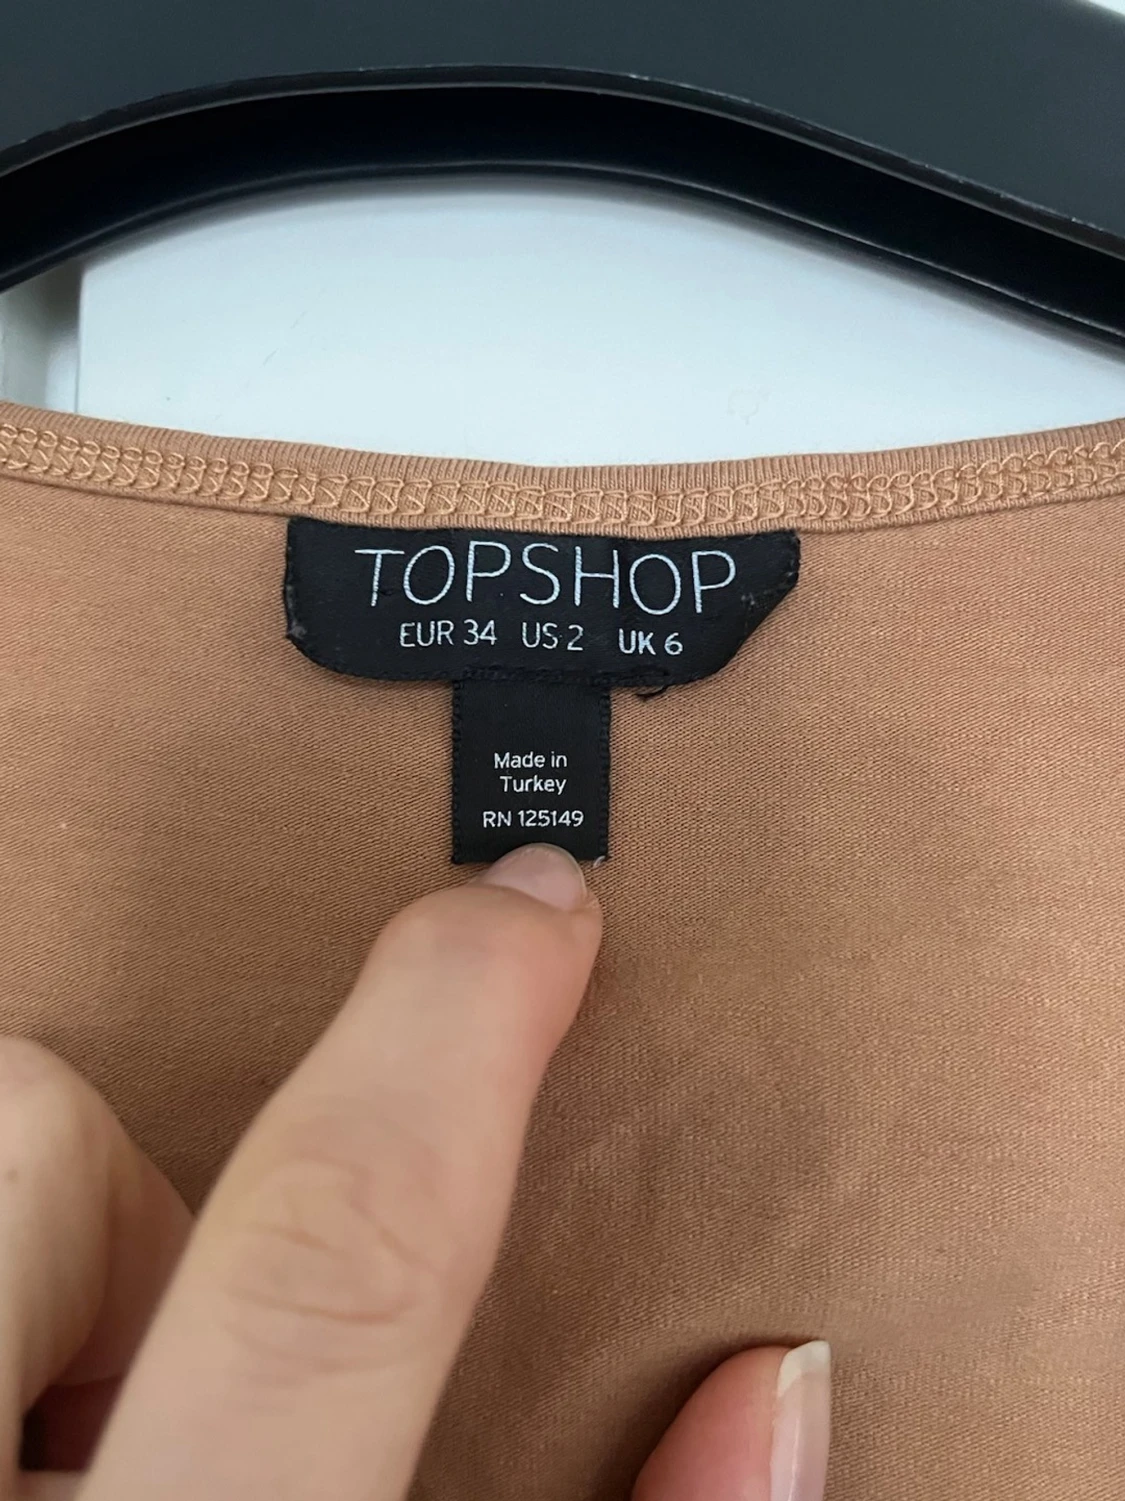 TOPSHOP
EUR 34 US 2 UK 6
Made in
Turkey
RN 125149